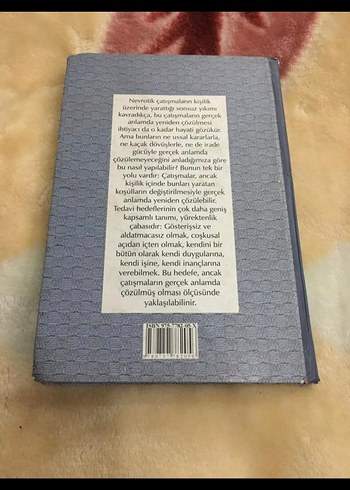 Nevrotik çatışmaların kişilik
üzerinde yarattığı sonsuz yıkımı
kavradıkça, bu çatışmaların gerçek
anlamda yeniden çözülmesi
ihtiyacı da o kadar hayati gözükür.
Ama bunların ne ussal kararlarla,
ne kaçak dövüşlerle, ne de irade
gücüyle gerçek anlamda
çözülemeyeceğini anladığımıza göre
bu nasıl yapılabilir? Bunun tek bir
yolu vardır: Çatışmalar, ancak
kişilik içinde bunları yaratan
koşulların değiştirilmesiyle gerçek
anlamda yeniden çözülebilir.
Tedavi hedeflerinin çok daha geniş
kapsamlı tanımı, yürektenlik
çabasıdır: Gösterişsiz ve
aldatmacasız olmak, coşkusal
açıdan içten olmak, kendini bir
bütün olarak kendi duygularına,
kendi işine, kendi inançlarına
verebilmek. Bu hedefe, ancak
çatışmaların gerçek anlamda
çözülmüş olması ölçüsünde
yaklaşılabilinir.